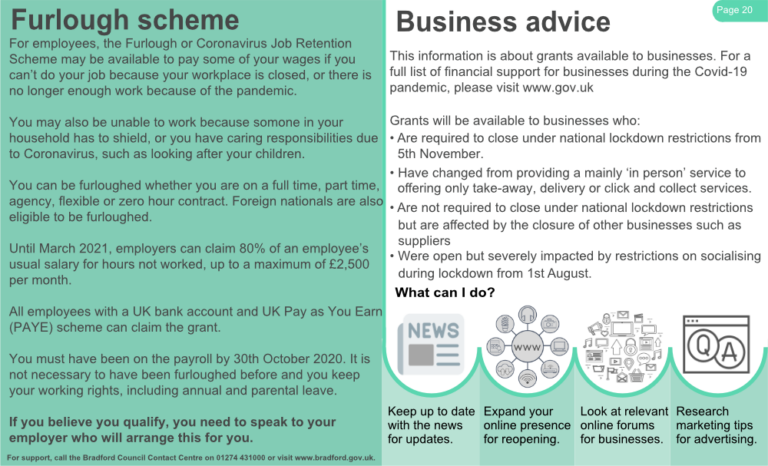 Furlough scheme
For employees, the Furlough or Coronavirus Job Retention
Scheme may be available to pay some of your wages if you
can't do your job because your workplace is closed, or there is
no longer enough work because of the pandemic.
You may also be unable to work because somone in your
household has to shield, or you have caring responsibilities due
to Coronavirus, such as looking after your children.
You can be furloughed whether you are on a full time, part time,
agency, flexible or zero hour contract. Foreign nationals are also
eligible to be furloughed.
Until March 2021, employers can claim 80% of an employee's
usual salary for hours not worked, up to a maximum of £2,500
per month.
All employees with a UK bank account and UK Pay as You Earn
(PAYE) scheme can claim the grant.
You must have been on the payroll by 30th October 2020. It is
not necessary to have been furloughed before and you keep
your working rights, including annual and parental leave.
If you believe you qualify, you need to speak to your
employer who will arrange this for you.
For support, call the Bradford Council Contact Centre on 01274 431000 or visit www.bradford.gov.uk.
Page 20
Business advice
This information is about grants available to businesses. For a
full list of financial support for businesses during the Covid-19
pandemic, please visit www.gov.uk
Grants will be available to businesses who:
• Are required to close under national lockdown restrictions from
5th November.
• Have changed from providing a mainly 'in person' service to
offering only take-away, delivery or click and collect services.
• Are not required to close under national lockdown restrictions
but are affected by the closure of other businesses such as
suppliers
• Were open but severely impacted by restrictions on socialising
during lockdown from 1st August.
What can I do?
NEWS
www
Q A
Keep up to date
with the news
for updates.
Expand your
online presence
for reopening.
Look at relevant
online forums
for businesses.
Research
marketing tips
for advertising.